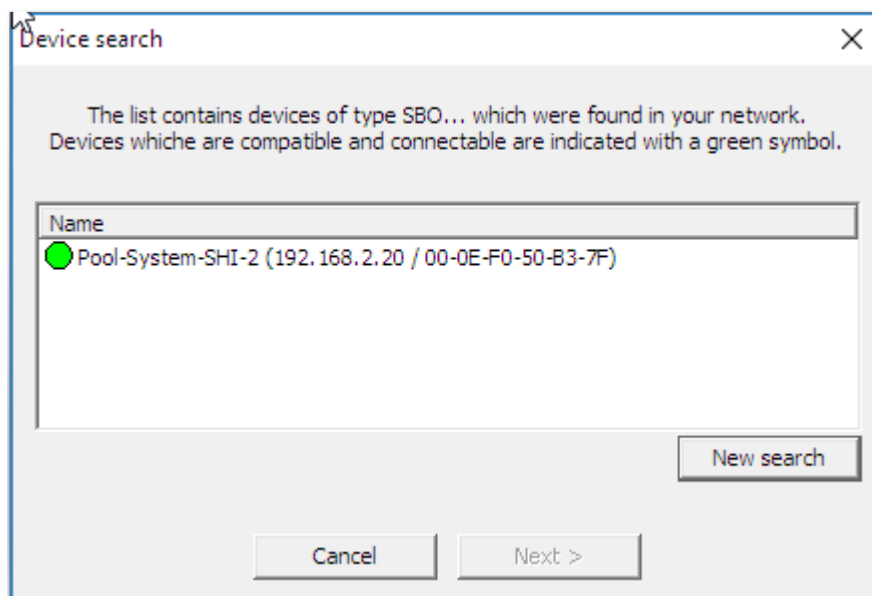 Device search
The list contains devices of type SBO... which were found in your network.
Devices whiche are compatible and connectable are indicated with a green symbol.
Name
Pool-System-SHI-2 (192.168.2.20 / 00-0E-F0-50-B3-7F)
New search
Cancel
Next >